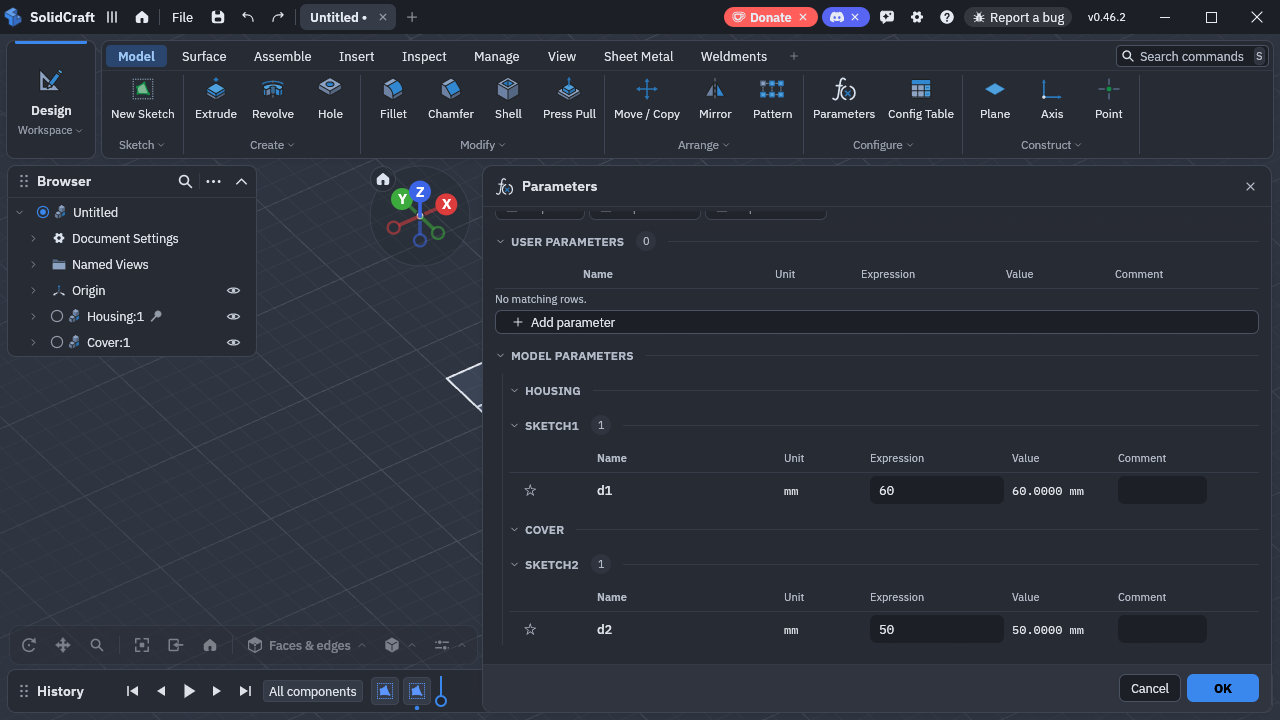 SolidCraft
File
Untitled •
Donate
Report a bug
v0.46.2
Model
Surface
Assemble
Insert
Inspect
Manage
View
Sheet Metal
Weldments
Search commands
S
Design
Workspace
New Sketch
Extrude
Revolve
Hole
Fillet
Chamfer
Shell
Press Pull
Move / Copy
Mirror
Pattern
Parameters
Config Table
Plane
Axis
Point
Sketch
Create
Modify
Arrange
Configure
Construct
Browser
Untitled
Document Settings
Named Views
Origin
Housing:1
Cover:1
Z
Y
X
Parameters
USER PARAMETERS 0
Name Unit Expression Value Comment
No matching rows.
Add parameter
MODEL PARAMETERS
HOUSING
SKETCH1 1
Name Unit Expression Value Comment
d1 mm 60 60.0000 mm
COVER
SKETCH2 1
Name Unit Expression Value Comment
d2 mm 50 50.0000 mm
Faces & edges
History
All components
Cancel
OK